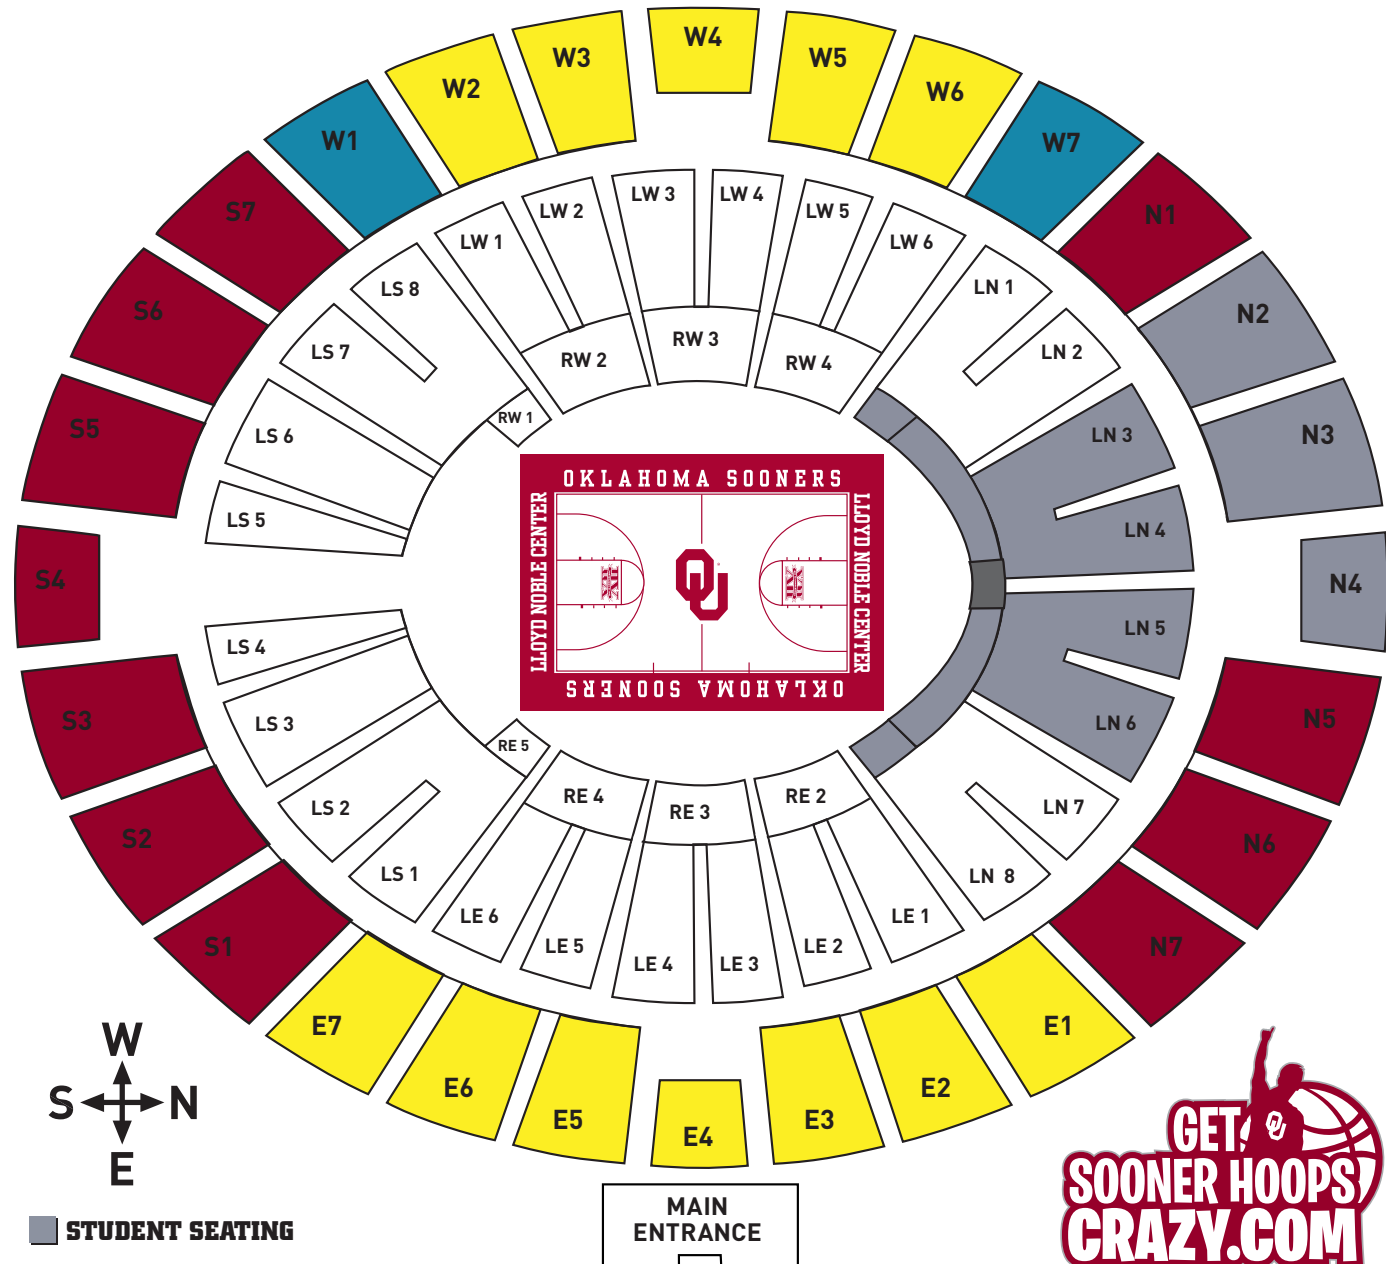 W4
W3
W5
W2
W6
W1
W7
S7
N1
S6
N2
S5
N3
S4
N4
S3
N5
S2
N6
S1
N7
E7
E1
E6
E2
E5
E3
E4
LW 3
LW 4
LW 2
LW 5
LW 1
LW 6
LS 8
LN 1
LS 7
LN 2
LS 6
LN 3
LS 5
LN 4
LS 4
LN 5
LS 3
LN 6
LS 2
LN 7
LS 1
LN 8
LE 6
LE 1
LE 5
LE 2
LE 4
LE 3
RW 3
RW 2
RW 4
RW 1
RE 5
RE 4
RE 2
RE 3
OKLAHOMA SOONERS
LLOYD NOBLE CENTER
LLOYD NOBLE CENTER
OU
XII
XII
OKLAHOMA SOONERS
W
S N
E
STUDENT SEATING
MAIN
ENTRANCE
OU
GET
SOONER HOOPS
CRAZY.COM